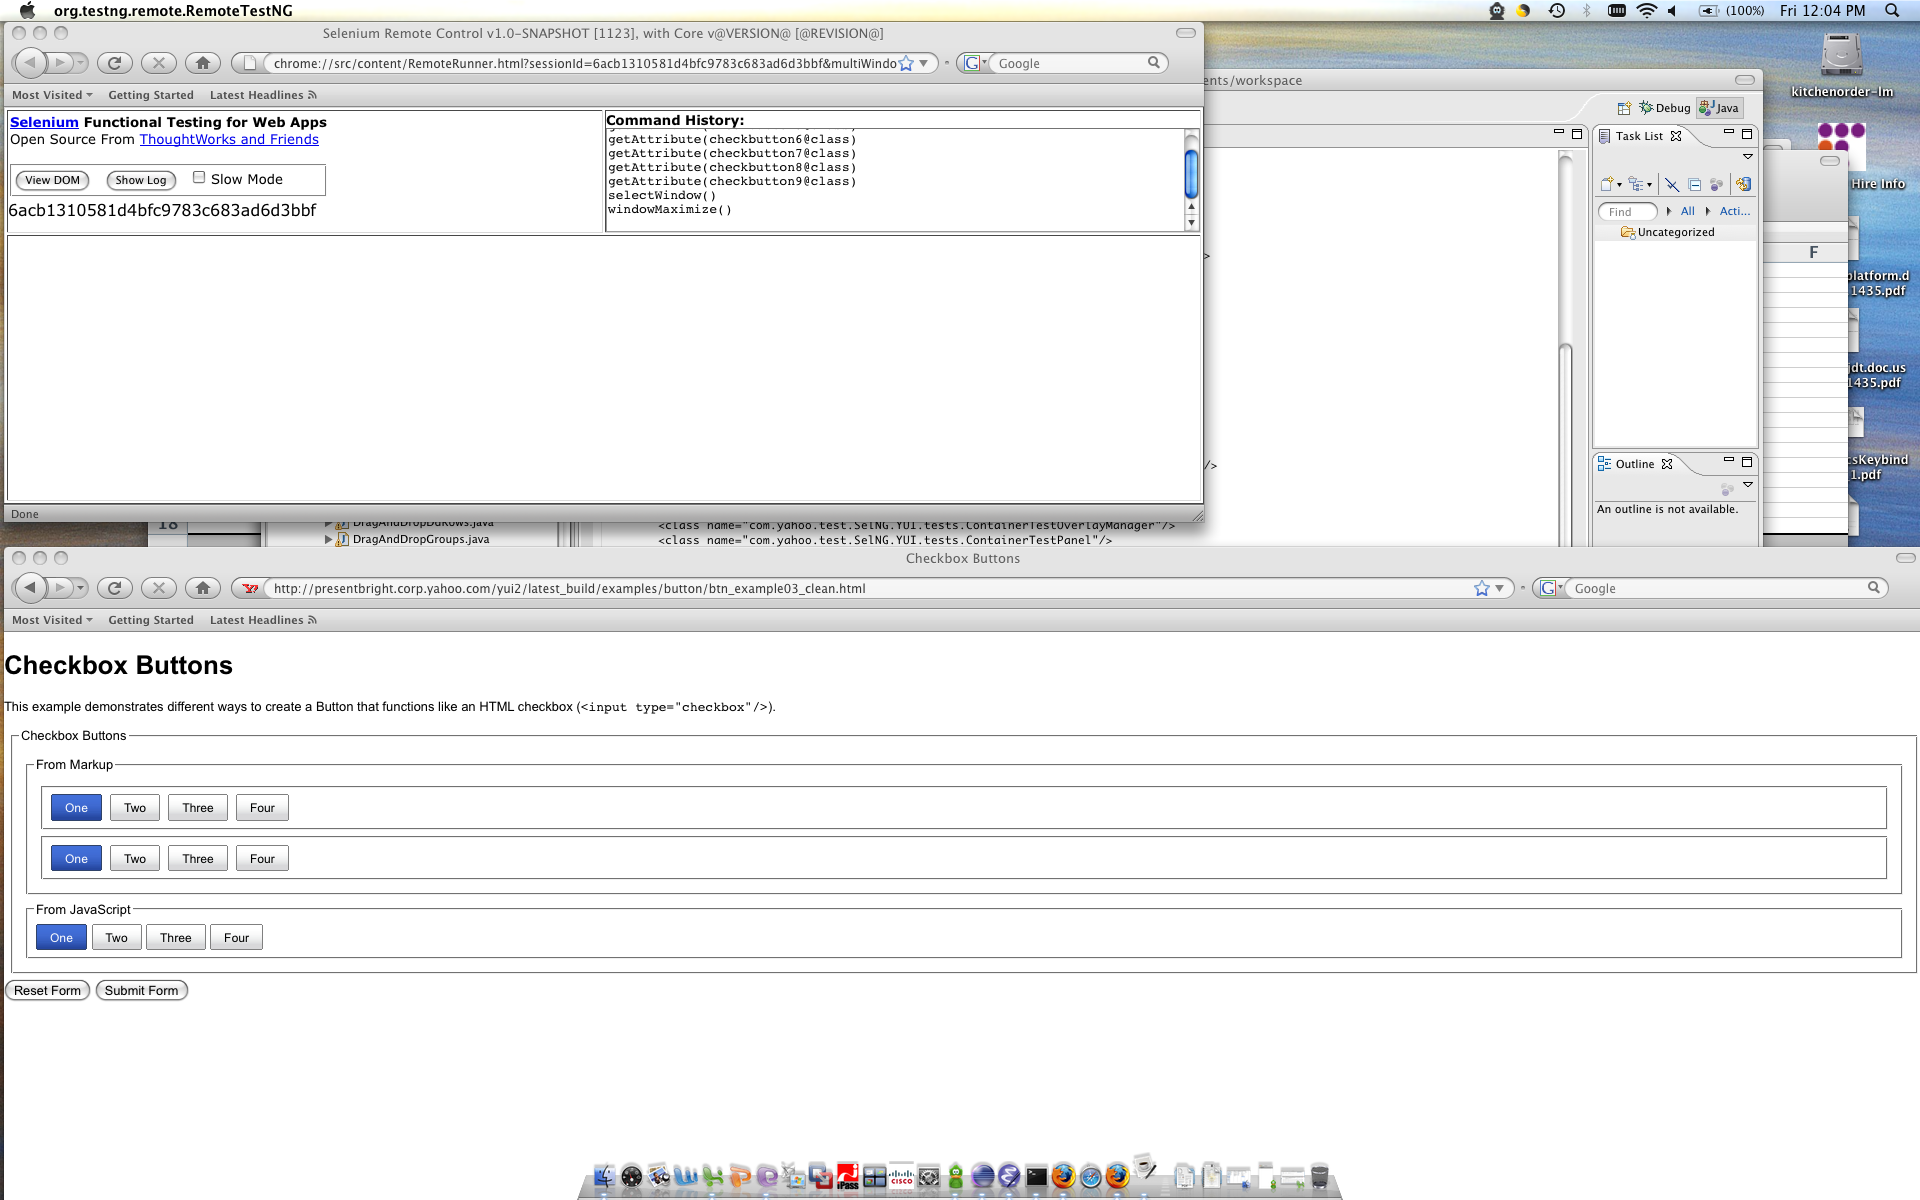 org.testng.remote.RemoteTestNG
(100%) Fri 12:04 PM
Selenium Remote Control v1.0-SNAPSHOT [1123], with Core v@VERSION@ [@REVISION@]
chrome://src/content/RemoteRunner.html?sessionId=6acb1310581d4bfc9783c683ad6d3bbf&multiWindo
Google
Most Visited Getting Started Latest Headlines
Selenium Functional Testing for Web Apps
Open Source From ThoughtWorks and Friends
View DOM Show Log Slow Mode
6acb1310581d4bfc9783c683ad6d3bbf
Command History:
getAttribute(checkbutton6@class)
getAttribute(checkbutton7@class)
getAttribute(checkbutton8@class)
getAttribute(checkbutton9@class)
selectWindow()
windowMaximize()
Done
ents/workspace
Debug Java
Task List
Find All Acti...
Uncategorized
Outline
An outline is not available.
>
/>
F
kitchenorder-lm
Hire Info
platform.d
1435.pdf
jdt.doc.us
1435.pdf
csKeybind
1.pdf
18
DragAndDropDGRows.java
DragAndDropGroups.java
<class name="com.yahoo.test.SelNG.YUI.tests.ContainerTestOverlayManager"/>
<class name="com.yahoo.test.SelNG.YUI.tests.ContainerTestPanel"/>
Checkbox Buttons
http://presentbright.corp.yahoo.com/yui2/latest_build/examples/button/btn_example03_clean.html
Google
Most Visited Getting Started Latest Headlines
Checkbox Buttons
This example demonstrates different ways to create a Button that functions like an HTML checkbox (<input type="checkbox"/>).
Checkbox Buttons
From Markup
One Two Three Four
One Two Three Four
From JavaScript
One Two Three Four
Reset Form Submit Form
iPass
CISCO